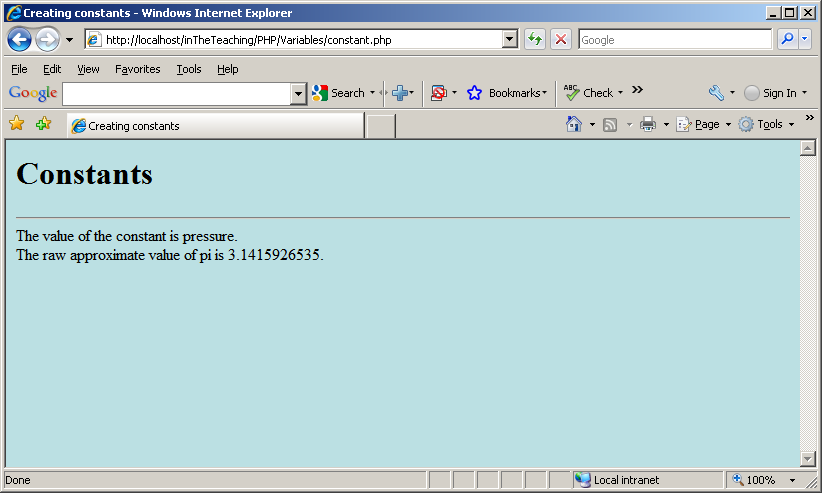 Creating constants - Windows Internet Explorer
http://localhost/inTheTeaching/PHP/Variables/constant.php
Google
File Edit View Favorites Tools Help
Google Search Bookmarks ABC Check Sign In
Creating constants Page Tools
Constants
The value of the constant is pressure.
The raw approximate value of pi is 3.1415926535.
Done Local intranet 100%